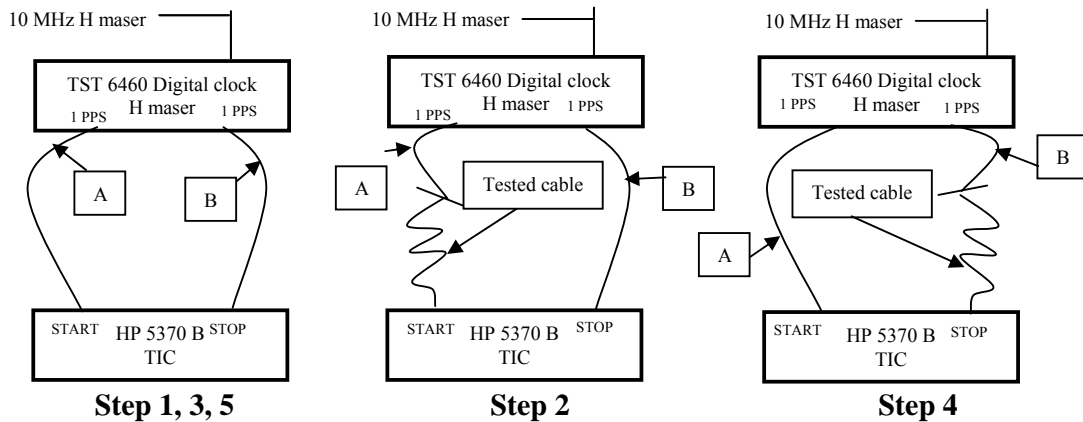 10 MHz H maser
TST 6460 Digital clock
H maser
1 PPS
1 PPS
A
B
START
HP 5370 B
STOP
TIC
Step 1, 3, 5
10 MHz H maser
TST 6460 Digital clock
H maser
1 PPS
1 PPS
A
Tested cable
B
START
HP 5370 B
STOP
TIC
Step 2
10 MHz H maser
TST 6460 Digital clock
1 PPS
H maser
1 PPS
B
Tested cable
A
START
HP 5370 B
STOP
TIC
Step 4